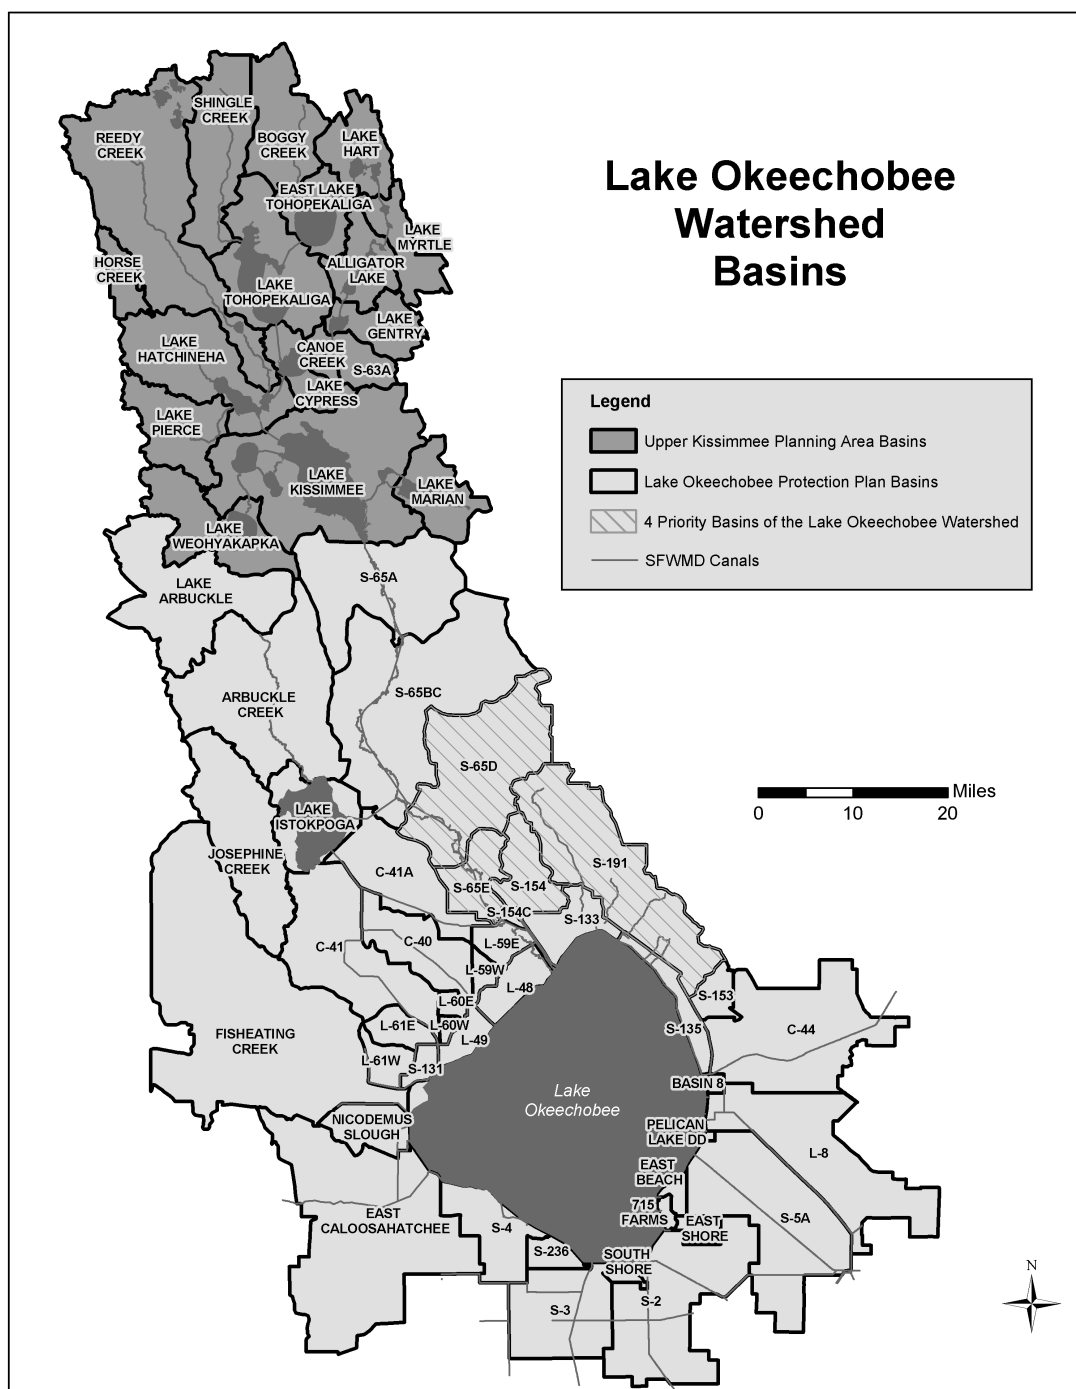 Lake Okeechobee
Watershed
Basins
SHINGLE
CREEK
REEDY
CREEK
BOGGY
CREEK
LAKE
HART
EAST LAKE
TOHOPEKALIGA
LAKE
MYRTLE
HORSE
CREEK
ALLIGATOR
LAKE
LAKE
TOHOPEKALIGA
LAKE
GENTRY
LAKE
HATCHINEHA
CANOE
CREEK
S-63A
LAKE
CYPRESS
LAKE
PIERCE
LAKE
KISSIMMEE
LAKE
MARIAN
LAKE
WEOHYAKAPKA
Legend
Upper Kissimmee Planning Area Basins
Lake Okeechobee Protection Plan Basins
4 Priority Basins of the Lake Okeechobee Watershed
SFWMD Canals
S-65A
LAKE
ARBUCKLE
S-65BC
ARBUCKLE
CREEK
S-65D
Miles
0 10 20
LAKE
ISTOKPOGA
JOSEPHINE
CREEK
C-41A
S-191
S-65E
S-154
S-154C
S-133
C-41
C-40
L-59E
L-59W
L-48
L-60E
S-153
L-61E
L-60W
L-49
S-135
C-44
FISHEATING
CREEK
L-61W
S-131
BASIN 8
Lake
Okeechobee
NICODEMUS
SLOUGH
PELICAN
LAKE DD
L-8
EAST
BEACH
EAST
CALOOSAHATCHEE
715
FARMS
S-5A
S-4
EAST
SHORE
S-236
SOUTH
SHORE
S-3
S-2
N